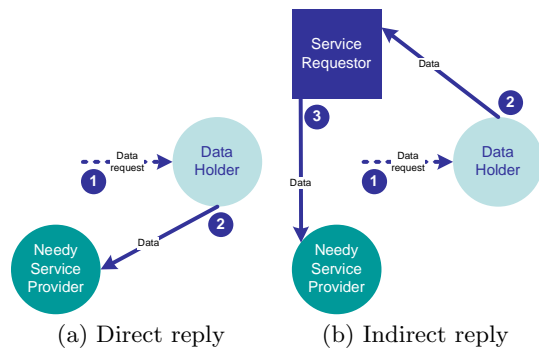 Data
request
1
Data
Holder
2
Data
Needy
Service
Provider
(a) Direct reply
Service
Requestor
Data
2
3
Data
request
1
Data
Holder
Data
Needy
Service
Provider
(b) Indirect reply